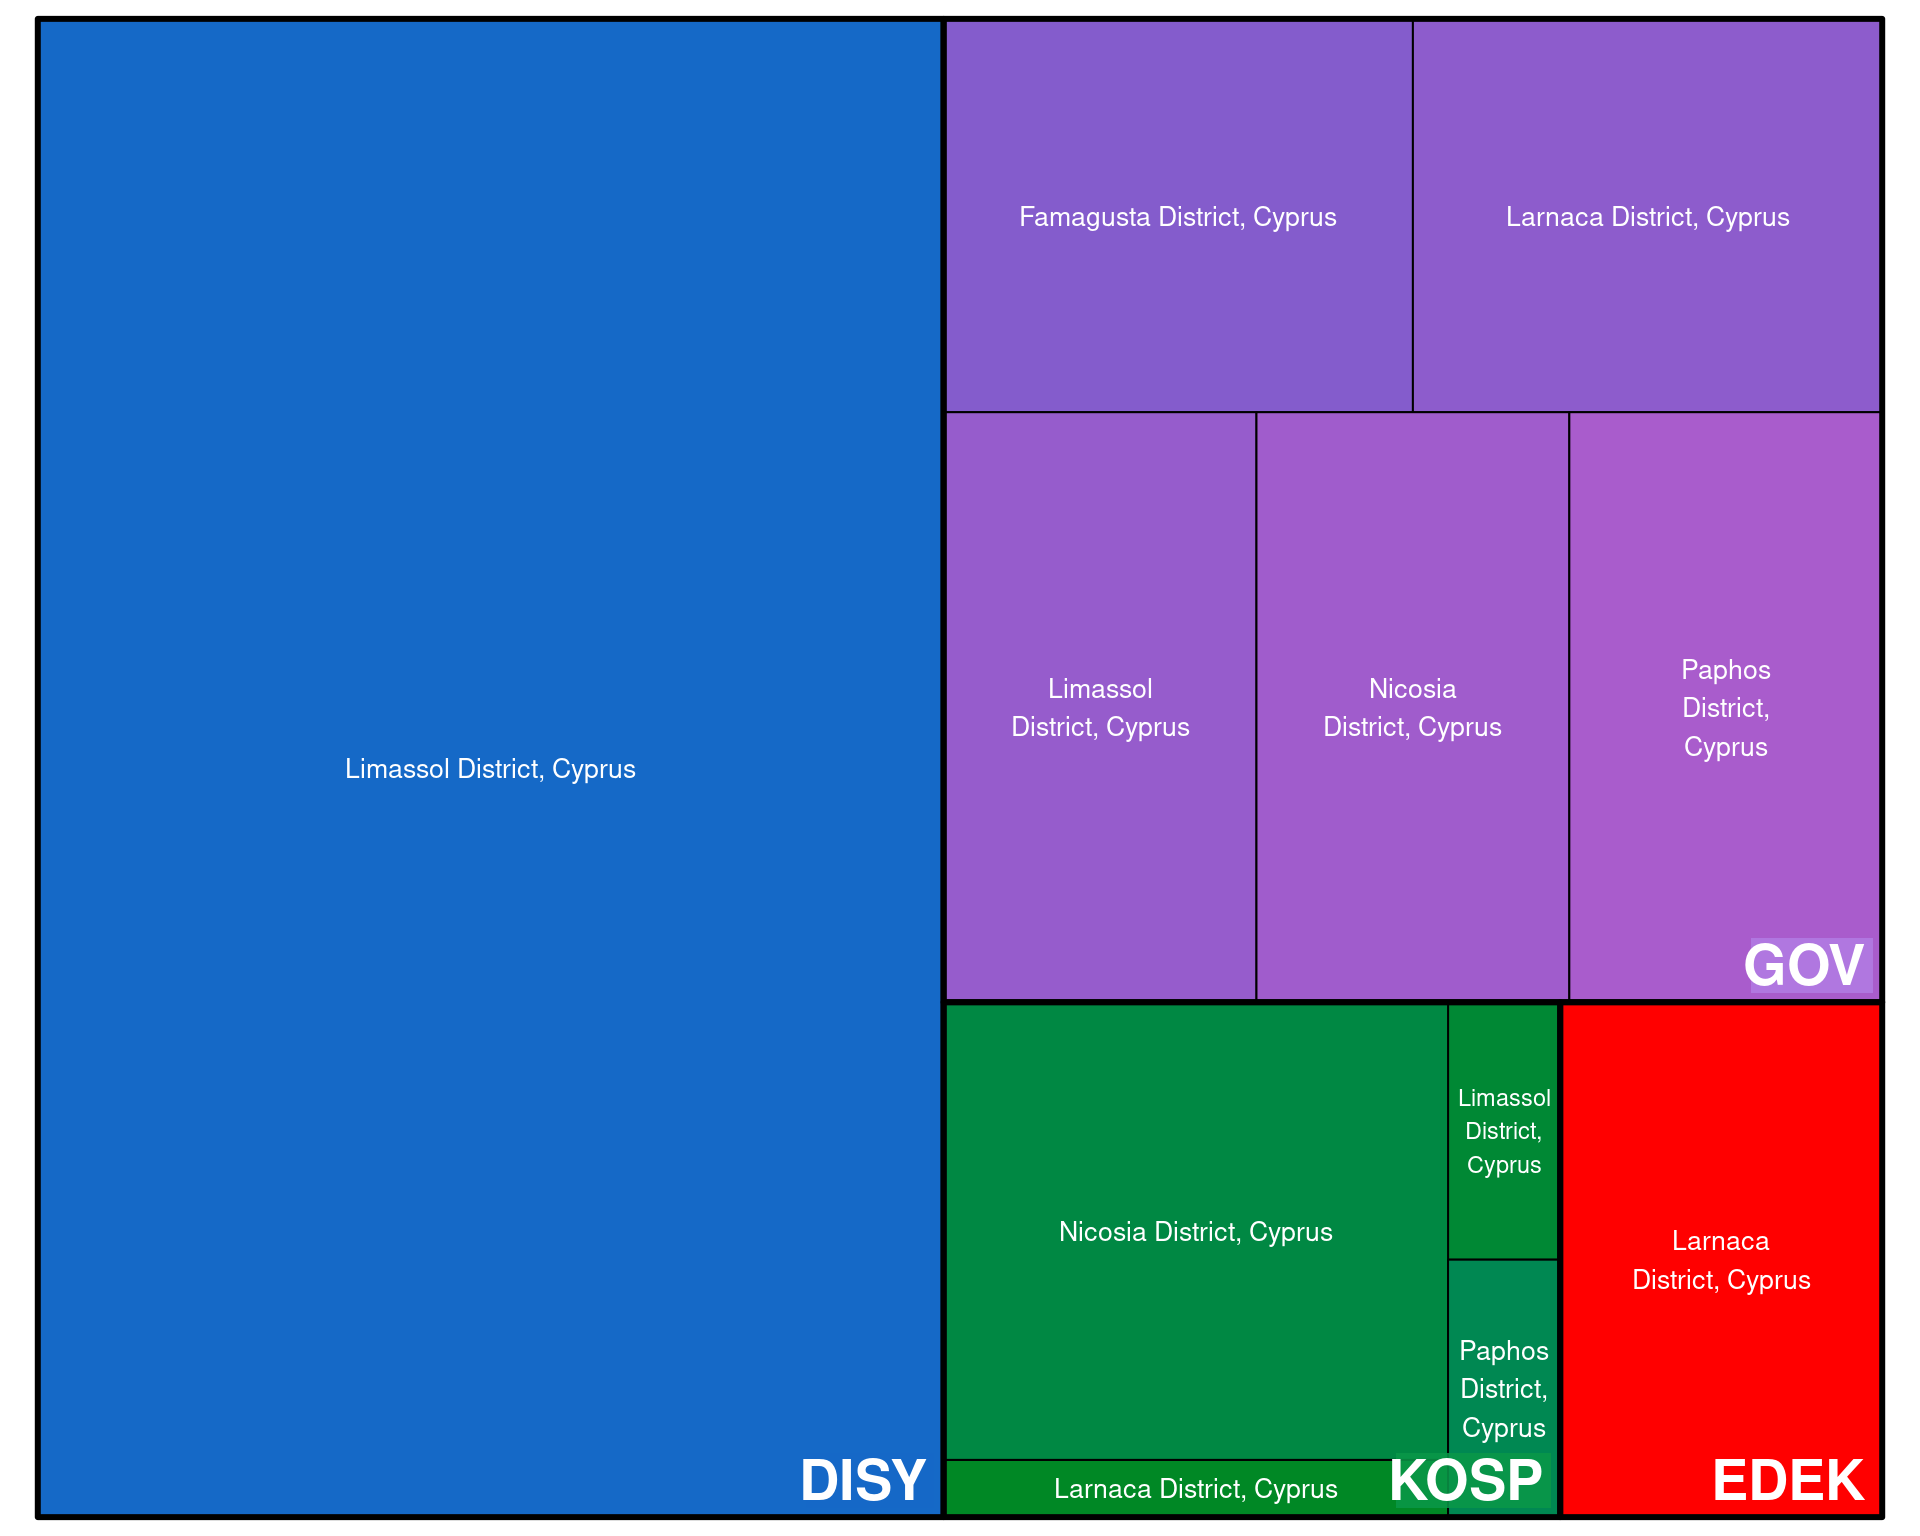 Limassol District, Cyprus
DISY
Famagusta District, Cyprus
Larnaca District, Cyprus
Limassol
District, Cyprus
Nicosia
District, Cyprus
Paphos
District,
Cyprus
GOV
Nicosia District, Cyprus
Limassol
District,
Cyprus
Paphos
District,
Cyprus
Larnaca District, Cyprus
KOSP
Larnaca
District, Cyprus
EDEK